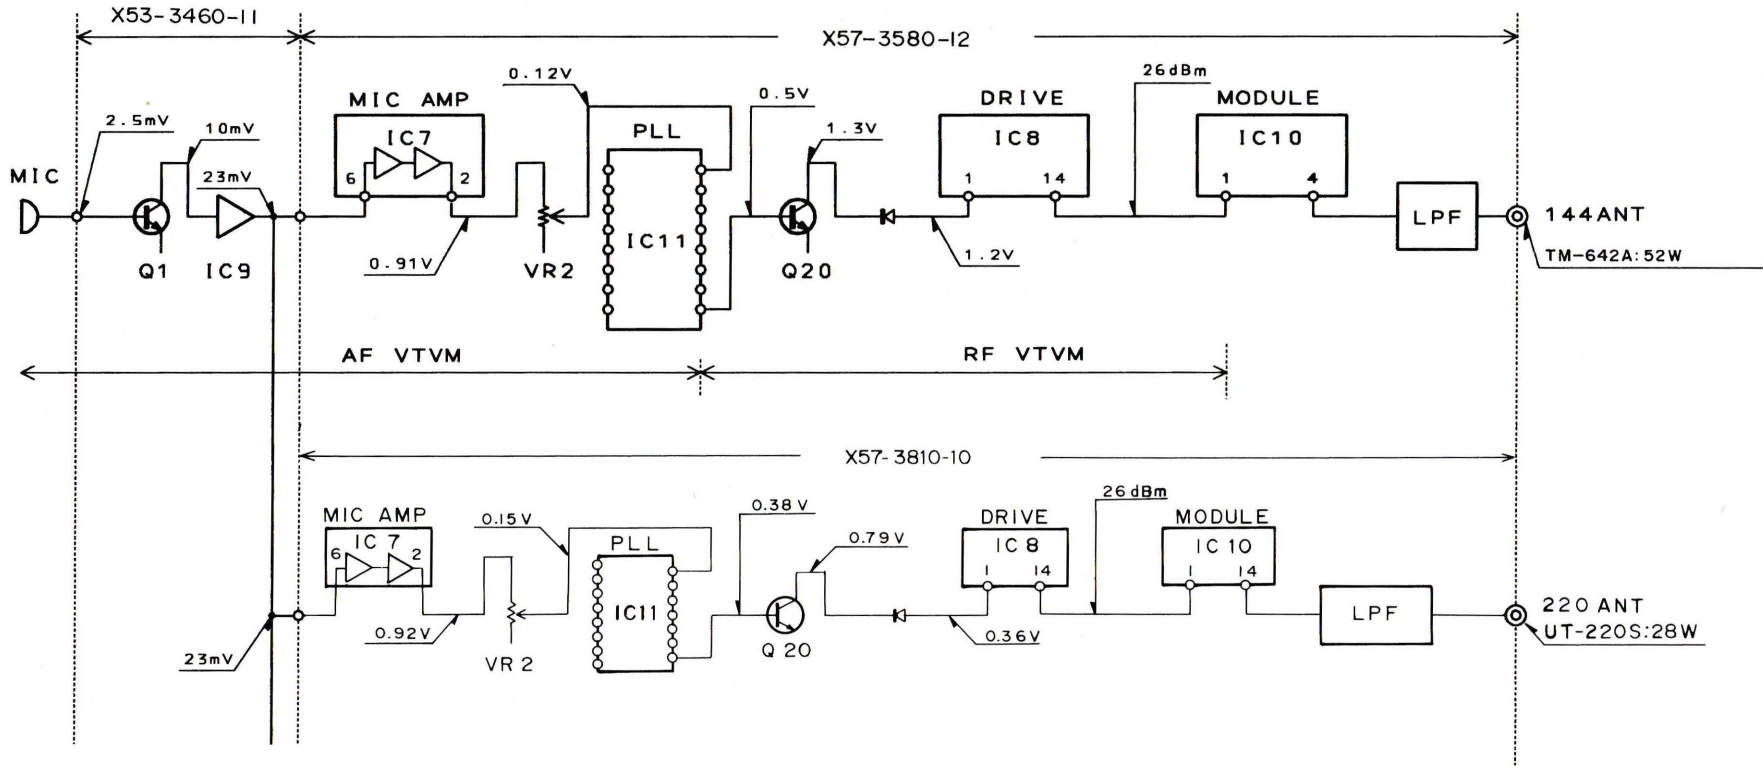 X53-3460-11
X57-3580-12
0.12V
26dBm
MIC AMP
0.5V
DRIVE
MODULE
2.5mV
10mV
IC7
PLL
1.3V
IC8
IC10
MIC
23mV
6
2
1
14
1
4
LPF
144ANT
IC11
Q1
IC9
0.91V
VR2
Q20
1.2V
TM-642A:52W
AF VTVM
RF VTVM
X57-3810-10
MIC AMP
0.15V
0.38V
26dBm
DRIVE
MODULE
IC 7
PLL
0.79V
IC 8
IC 10
6
2
1
14
1
14
IC11
LPF
220 ANT
0.92V
0.36V
UT-220S:28W
23mV
VR 2
Q 20